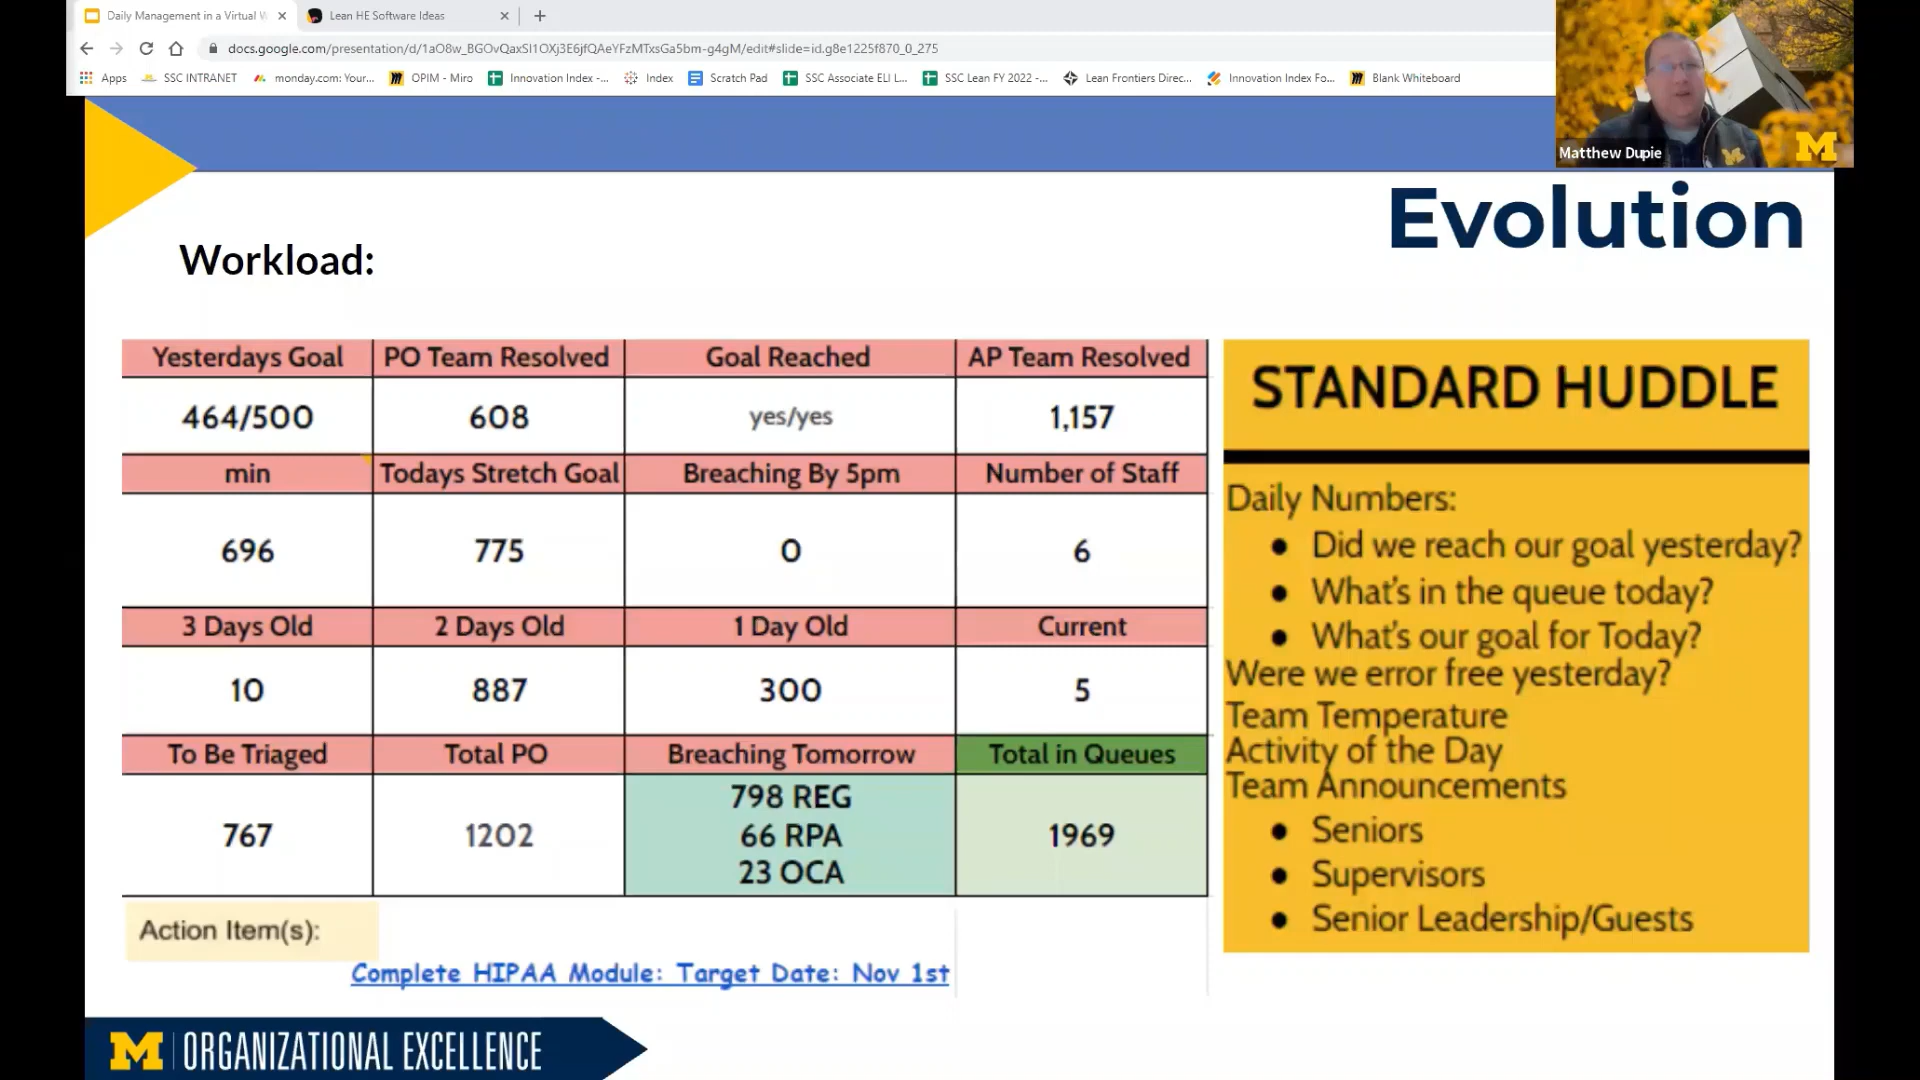 Daily Management in a Virtual W
Lean HE Software Ideas
docs.google.com/presentation/d/1aO8w_BGOvQaxSI1OXj3E6jfQAeYFzMTxsGa5bm-g4gM/edit#slide=id.g8e1225f870_0_275
Apps SSC INTRANET monday.com: Your... OPIM - Miro Innovation Index -... Index Scratch Pad SSC Associate ELI L... SSC Lean FY 2022 -... Lean Frontiers Direc... Innovation Index Fo... Blank Whiteboard
Matthew Dupie
M
Evolution
Workload:
Yesterdays Goal PO Team Resolved Goal Reached AP Team Resolved
464/500 608 yes/yes 1,157
min Todays Stretch Goal Breaching By 5pm Number of Staff
696 775 0 6
3 Days Old 2 Days Old 1 Day Old Current
10 887 300 5
To Be Triaged Total PO Breaching Tomorrow Total in Queues
767 1202 798 REG 1969
66 RPA
23 OCA
Action Item(s):
Complete HIPAA Module: Target Date: Nov 1st
STANDARD HUDDLE
Daily Numbers:
● Did we reach our goal yesterday?
● What's in the queue today?
● What's our goal for Today?
Were we error free yesterday?
Team Temperature
Activity of the Day
Team Announcements
● Seniors
● Supervisors
● Senior Leadership/Guests
M ORGANIZATIONAL EXCELLENCE